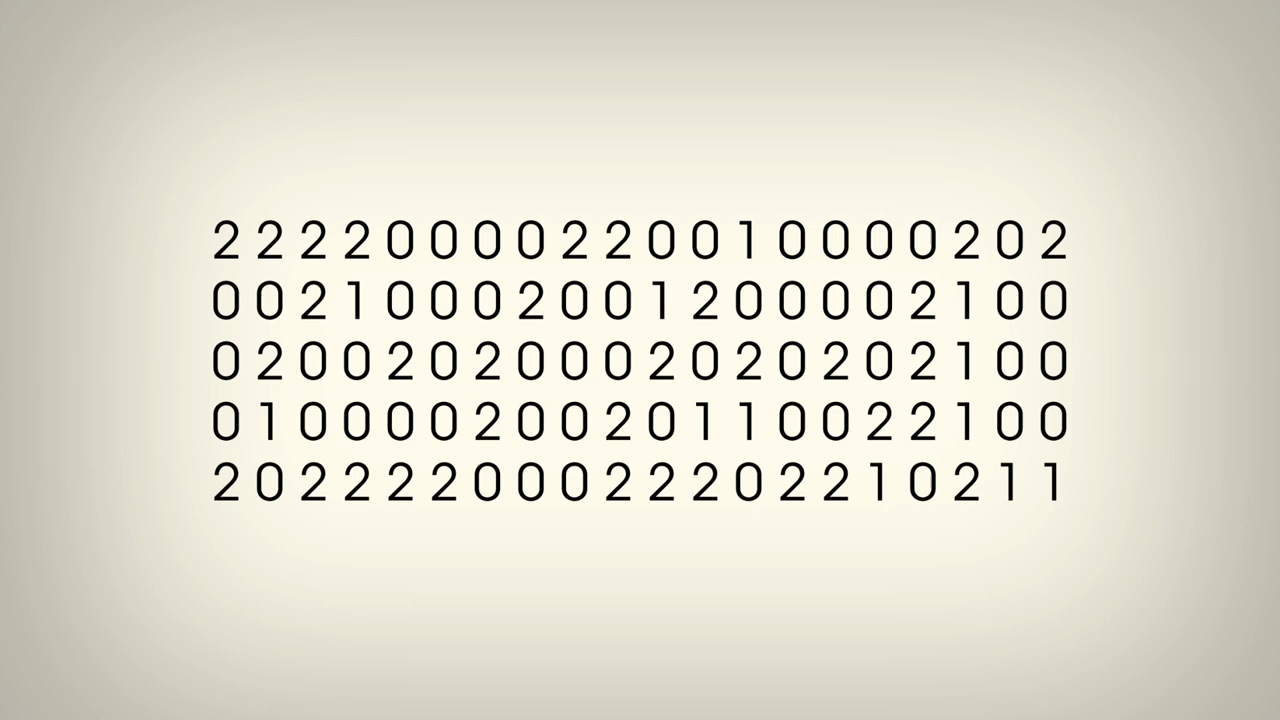 2 2 2 2 0 0 0 0 2 2 0 0 1 0 0 0 0 2 0 2
0 0 2 1 0 0 0 2 0 0 1 2 0 0 0 0 2 1 0 0
0 2 0 0 2 0 2 0 0 0 2 0 2 0 2 0 2 1 0 0
0 1 0 0 0 0 2 0 0 2 0 1 1 0 0 2 2 1 0 0
2 0 2 2 2 2 0 0 0 2 2 2 0 2 2 1 0 2 1 1